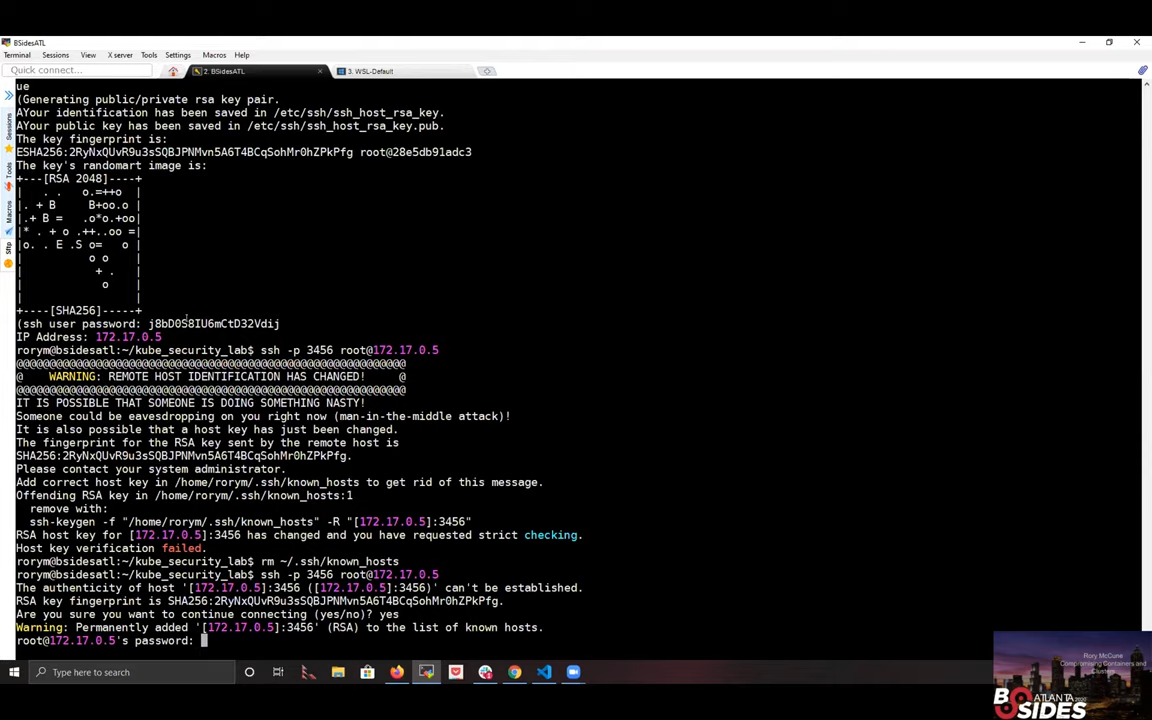 BSidesATL
Terminal Sessions View X server Tools Settings Macros Help
Quick connect... 2. BSidesATL 3. WSL-Default
Sessions
Tools
Macros
Sftp
ue
(Generating public/private rsa key pair.
AYour identification has been saved in /etc/ssh/ssh_host_rsa_key.
AYour public key has been saved in /etc/ssh/ssh_host_rsa_key.pub.
The key fingerprint is:
ESHA256:2RyNxQUvR9u3sSQBJPNMvn5A6T4BCqSohMr0hZPkPfg root@28e5db91adc3
The key's randomart image is:
+---[RSA 2048]----+
|  . .   o.=++o  |
|. + B     B+oo.o |
|.+ B =   .o*o.+oo|
|* . + o .++..oo =|
|o. . E .S o=   o |
|          o o    |
|           + .   |
|            o    |
|                 |
+----[SHA256]-----+
(ssh user password: j8bD0S8IU6mCtD32Vdij
IP Address: 172.17.0.5
rorym@bsidesatl:~/kube_security_lab$ ssh -p 3456 root@172.17.0.5
@@@@@@@@@@@@@@@@@@@@@@@@@@@@@@@@@@@@@@@@@@@@@@@@@@@@@@@@@@@
@    WARNING: REMOTE HOST IDENTIFICATION HAS CHANGED!     @
@@@@@@@@@@@@@@@@@@@@@@@@@@@@@@@@@@@@@@@@@@@@@@@@@@@@@@@@@@@
IT IS POSSIBLE THAT SOMEONE IS DOING SOMETHING NASTY!
Someone could be eavesdropping on you right now (man-in-the-middle attack)!
It is also possible that a host key has just been changed.
The fingerprint for the RSA key sent by the remote host is
SHA256:2RyNxQUvR9u3sSQBJPNMvn5A6T4BCqSohMr0hZPkPfg.
Please contact your system administrator.
Add correct host key in /home/rorym/.ssh/known_hosts to get rid of this message.
Offending RSA key in /home/rorym/.ssh/known_hosts:1
remove with:
ssh-keygen -f "/home/rorym/.ssh/known_hosts" -R "[172.17.0.5]:3456"
RSA host key for [172.17.0.5]:3456 has changed and you have requested strict checking.
Host key verification failed.
rorym@bsidesatl:~/kube_security_lab$ rm ~/.ssh/known_hosts
rorym@bsidesatl:~/kube_security_lab$ ssh -p 3456 root@172.17.0.5
The authenticity of host '[172.17.0.5]:3456 ([172.17.0.5]:3456)' can't be established.
RSA key fingerprint is SHA256:2RyNxQUvR9u3sSQBJPNMvn5A6T4BCqSohMr0hZPkPfg.
Are you sure you want to continue connecting (yes/no)? yes
Warning: Permanently added '[172.17.0.5]:3456' (RSA) to the list of known hosts.
root@172.17.0.5's password:
Type here to search
Rory McCune
Compromising Containers and
Clusters
BSIDES
ATLANTA
2020